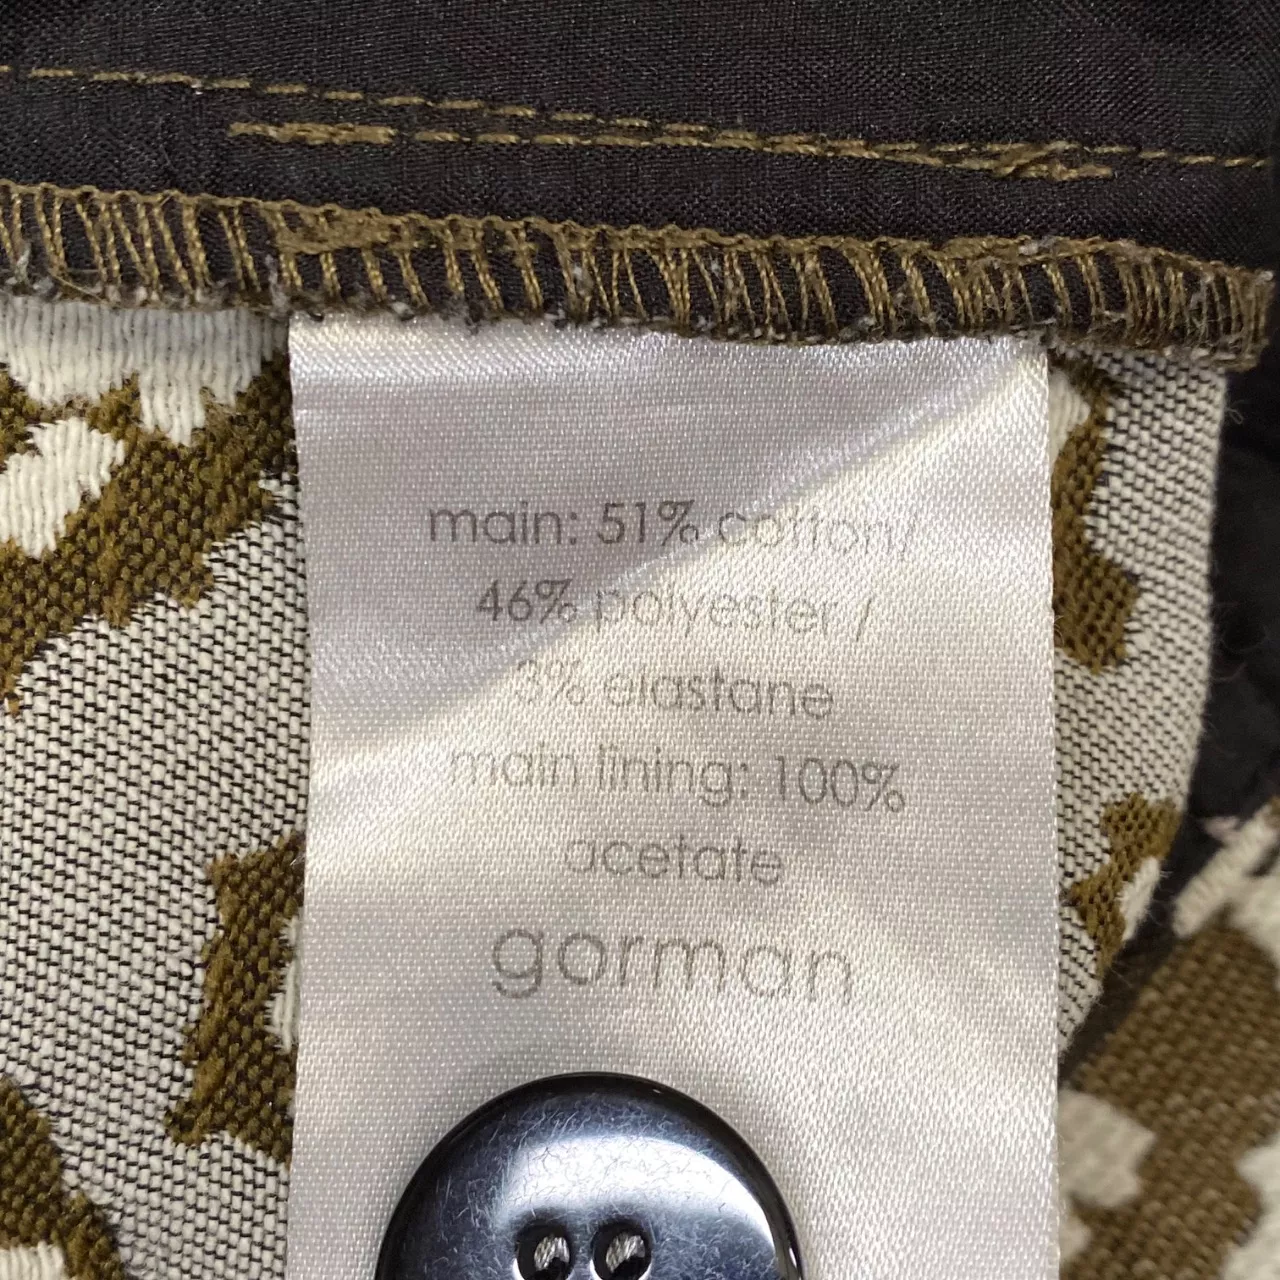 main: 51% cotton/
46% polyester /
3% elastane
main lining: 100%
acetate
gorman